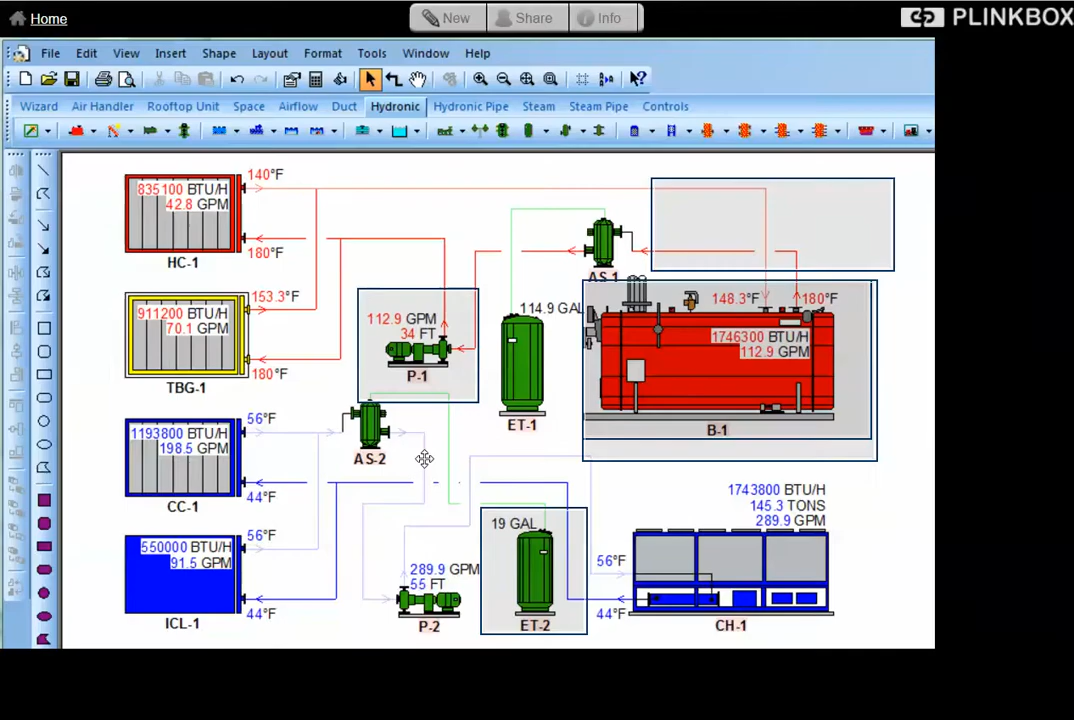 Home
New
Share
Info
PLINKBOX
File Edit View Insert Shape Layout Format Tools Window Help
Wizard Air Handler Rooftop Unit Space Airflow Duct Hydronic Hydronic Pipe Steam Steam Pipe Controls
140°F
835100 BTU/H
42.8 GPM
180°F
HC-1
153.3°F
911200 BTU/H
70.1 GPM
180°F
TBG-1
112.9 GPM
34 FT
P-1
AS-1
114.9 GAL
ET-1
148.3°F
180°F
1746300 BTU/H
112.9 GPM
B-1
56°F
1193800 BTU/H
198.5 GPM
44°F
CC-1
AS-2
56°F
550000 BTU/H
91.5 GPM
44°F
ICL-1
289.9 GPM
55 FT
P-2
19 GAL
ET-2
1743800 BTU/H
145.3 TONS
289.9 GPM
56°F
44°F
CH-1